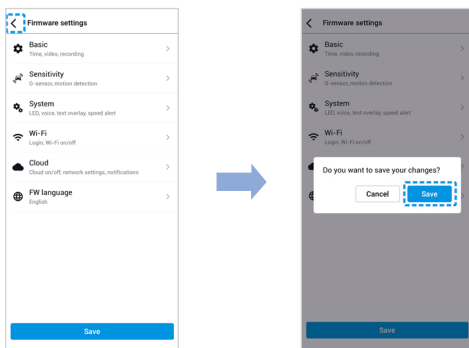 Firmware settings
Basic
Time, video, recording
Sensitivity
G-sensor, motion detection
System
LED, voice, text overlay, speed alert
Wi-Fi
Login, Wi-Fi on/off
Cloud
Cloud on/off, network settings, notifications
FW language
English
Save
Firmware settings
Basic
Time, video, recording
Sensitivity
G-sensor, motion detection
System
LED, voice, text overlay, speed alert
Wi-Fi
Login, Wi-Fi on/off
Do you want to save your changes?
Cancel
Save
Save